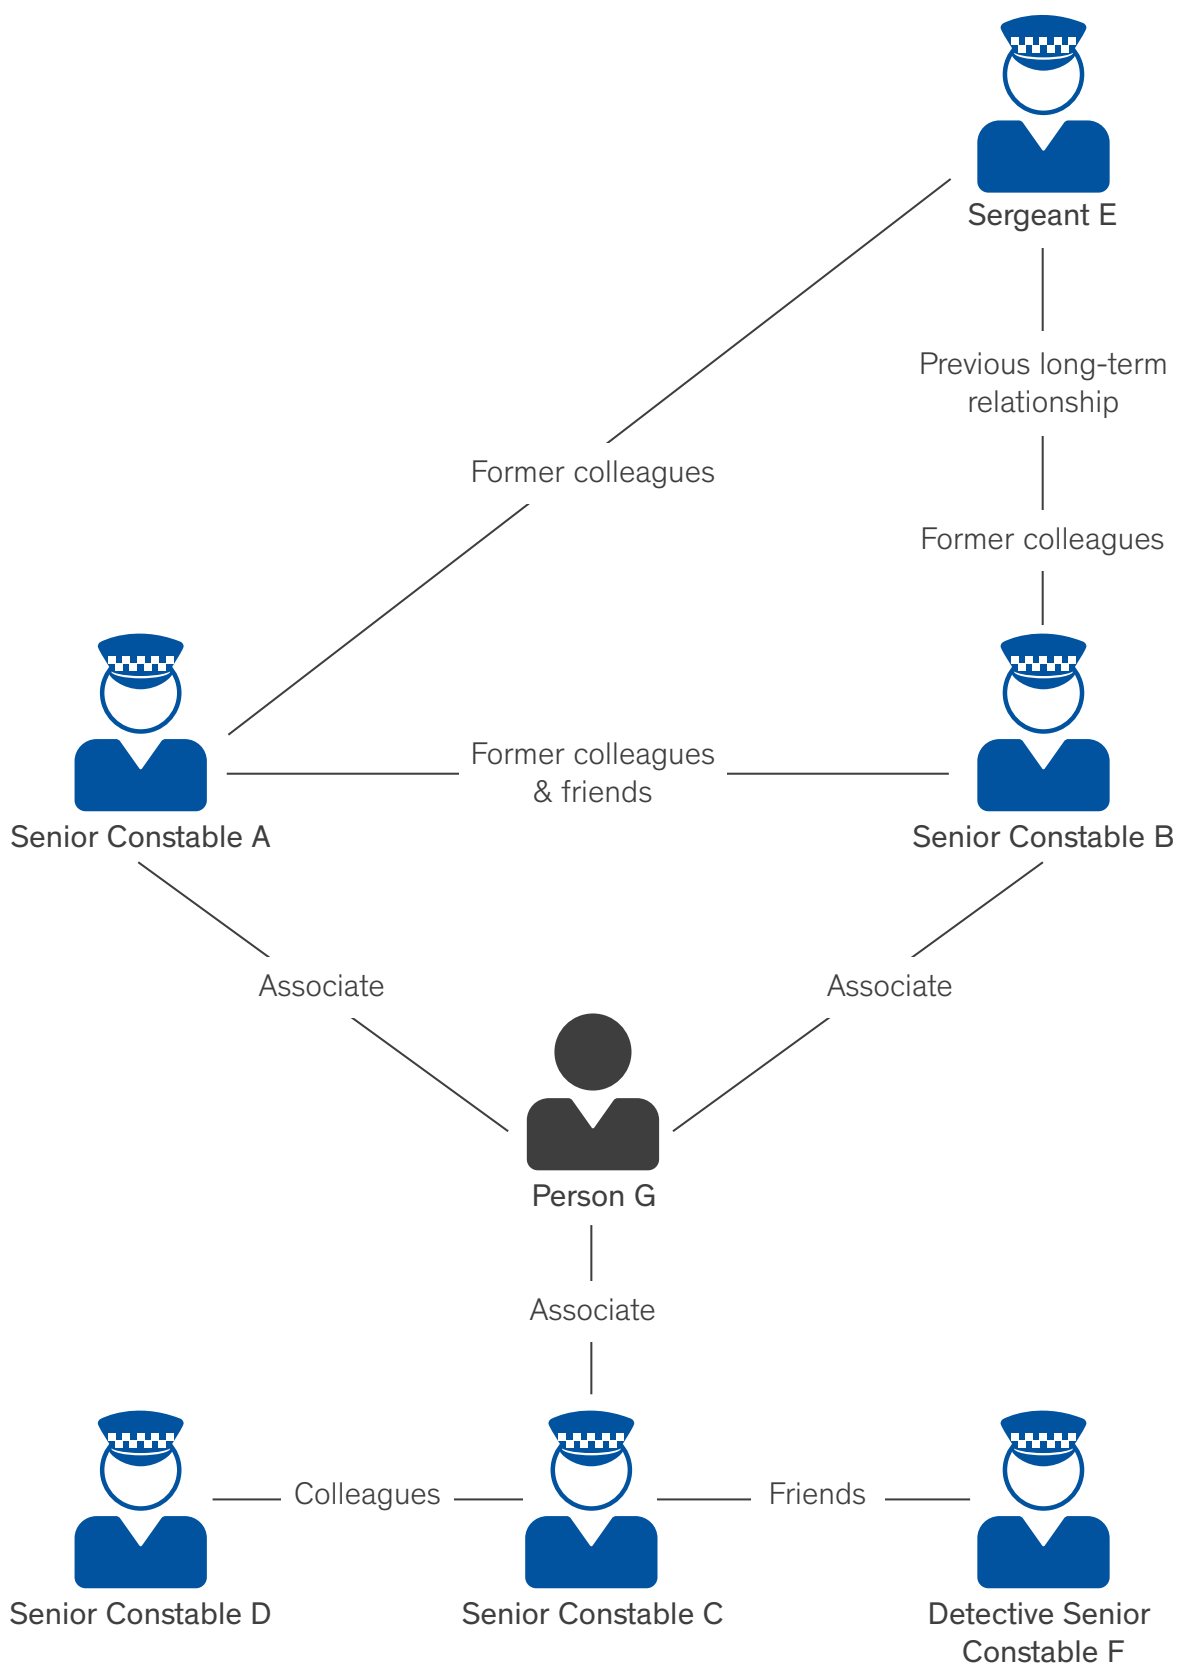 Sergeant E
Previous long-term
relationship
Former colleagues
Former colleagues
Former colleagues
& friends
Senior Constable A
Senior Constable B
Associate
Associate
Person G
Associate
Colleagues
Friends
Senior Constable D
Senior Constable C
Detective Senior
Constable F